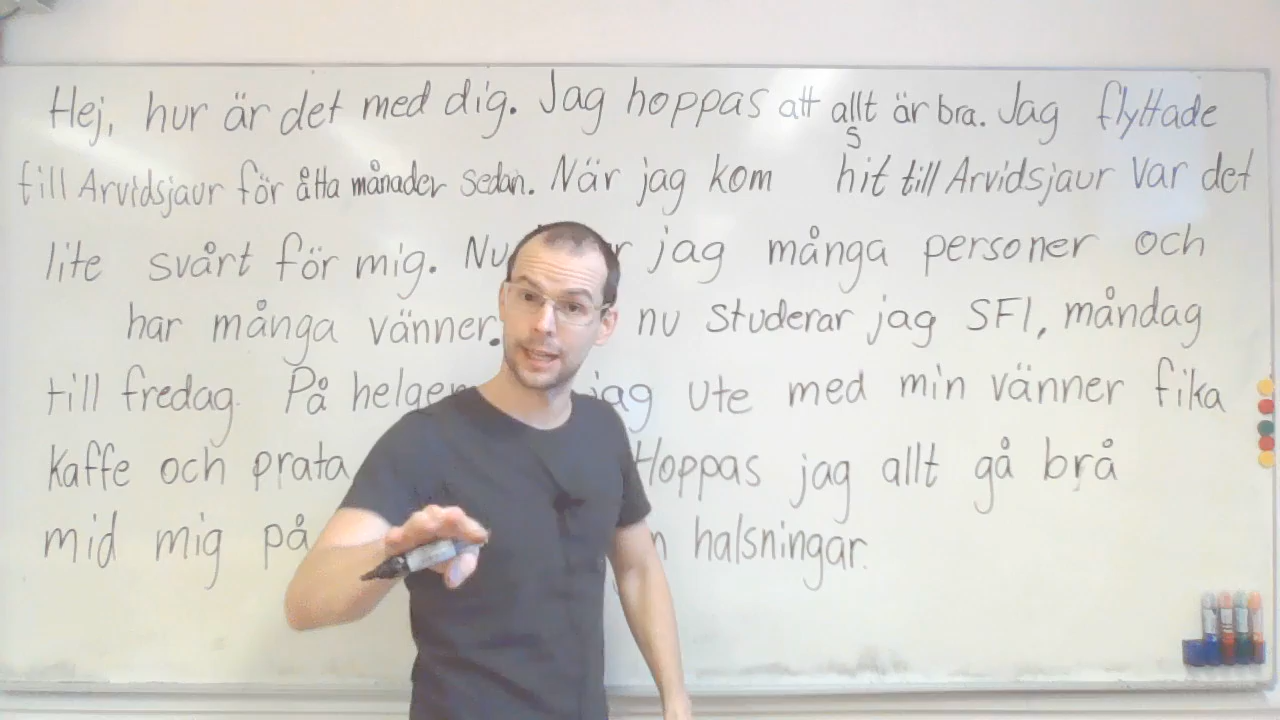 Hej, hur är det med dig. Jag hoppas att allt är bra. Jag flyttade
s
till Arvidsjaur för åtta månader sedan. När jag kom hit till Arvidsjaur var det
lite svårt för mig. Nu jag många personer och
har många vänner. nu studerar jag SFI, måndag
till fredag. På jag ute med min vänner fika
kaffe och prata Hoppas jag allt gå brå
mid mig på halsningar.